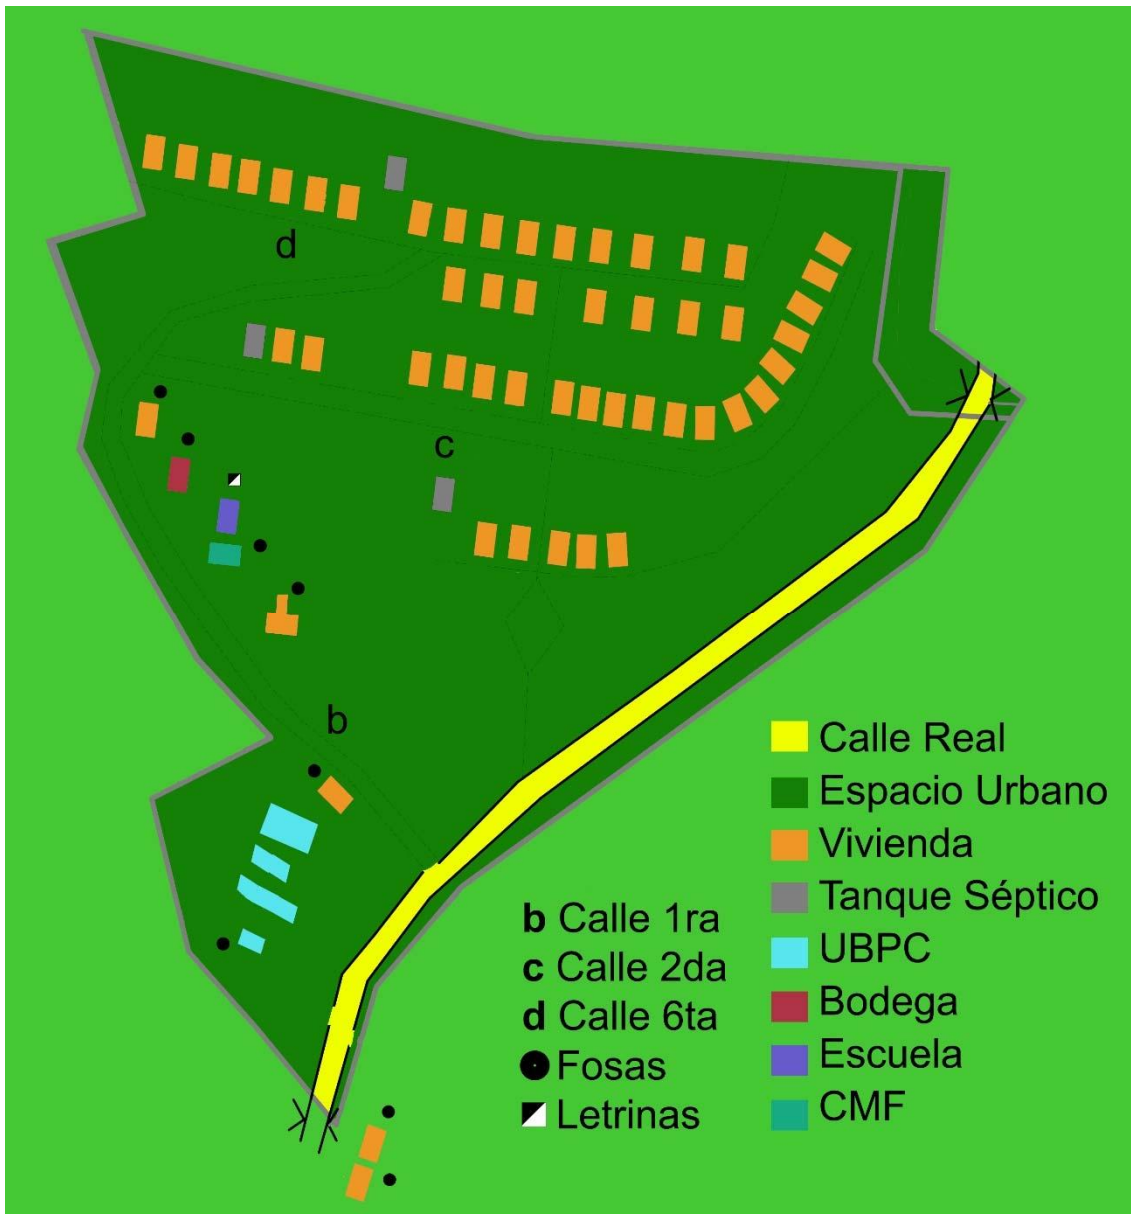 d
c
b
Calle Real
Espacio Urbano
Vivienda
Tanque Séptico
UBPC
Bodega
Escuela
CMF
b Calle 1ra
c Calle 2da
d Calle 6ta
Fosas
Letrinas